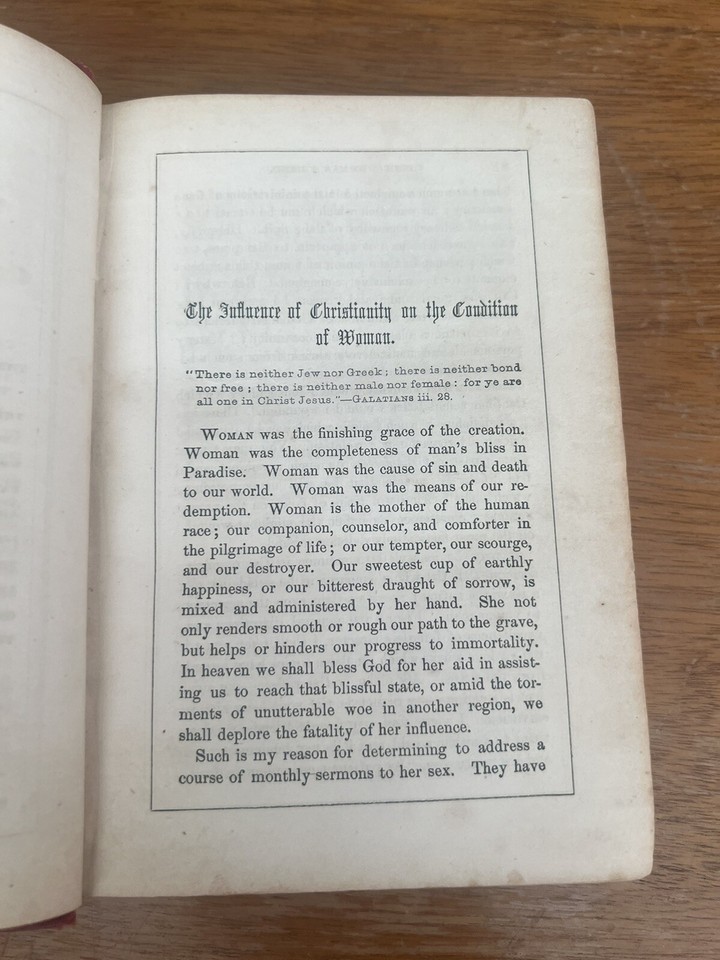 The Influence of Christianity on the Condition
of Woman.
"There is neither Jew nor Greek; there is neither bond
nor free; there is neither male nor female: for ye are
all one in Christ Jesus."—GALATIANS iii. 28.
WOMAN was the finishing grace of the creation.
Woman was the completeness of man's bliss in
Paradise. Woman was the cause of sin and death
to our world. Woman was the means of our re-
demption. Woman is the mother of the human
race; our companion, counselor, and comforter in
the pilgrimage of life; or our tempter, our scourge,
and our destroyer. Our sweetest cup of earthly
happiness, or our bitterest draught of sorrow, is
mixed and administered by her hand. She not
only renders smooth or rough our path to the grave,
but helps or hinders our progress to immortality.
In heaven we shall bless God for her aid in assist-
ing us to reach that blissful state, or amid the tor-
ments of unutterable woe in another region, we
shall deplore the fatality of her influence.
Such is my reason for determining to address a
course of monthly sermons to her sex. They have